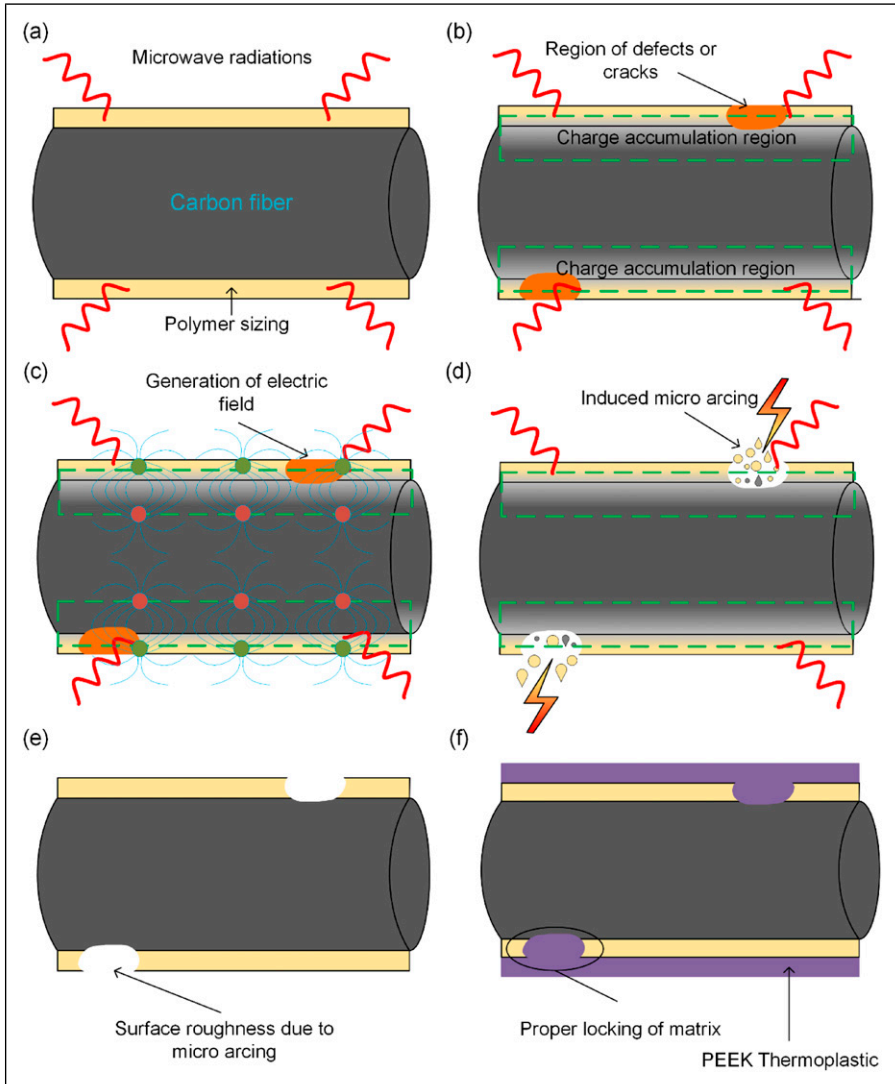 (a)
Microwave radiations
Carbon fiber
Polymer sizing
(b)
Region of defects or
cracks
Charge accumulation region
Charge accumulation region
(c)
Generation of electric
field
(d)
Induced micro arcing
(e)
Surface roughness due to
micro arcing
(f)
Proper locking of matrix
PEEK Thermoplastic